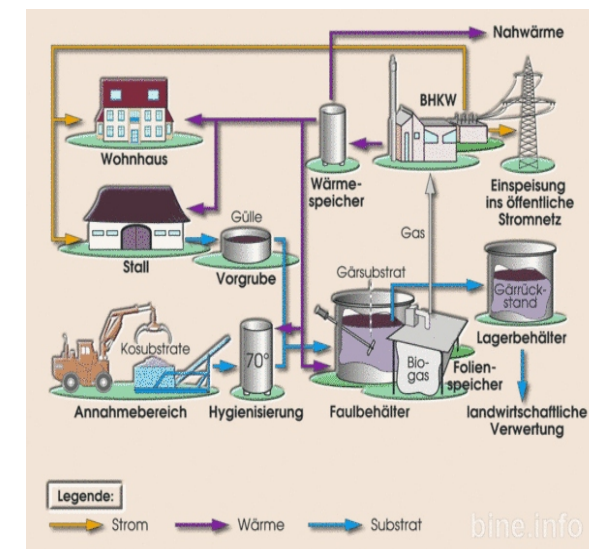 Nahwärme
BHKW
Wohnhaus
Wärme-
speicher
Einspeisung
ins öffentliche
Stromnetz
Gülle
Gas
Stall
Vorgrube
Gärsubstrat
Gärrück-
stand
Lagerbehälter
Kosubstrate
70°
Bio-
gas
Folien-
speicher
Annahmebereich
Hygienisierung
Faulbehälter
landwirtschaftliche
Verwertung
Legende:
Strom
Wärme
Substrat
bine.info